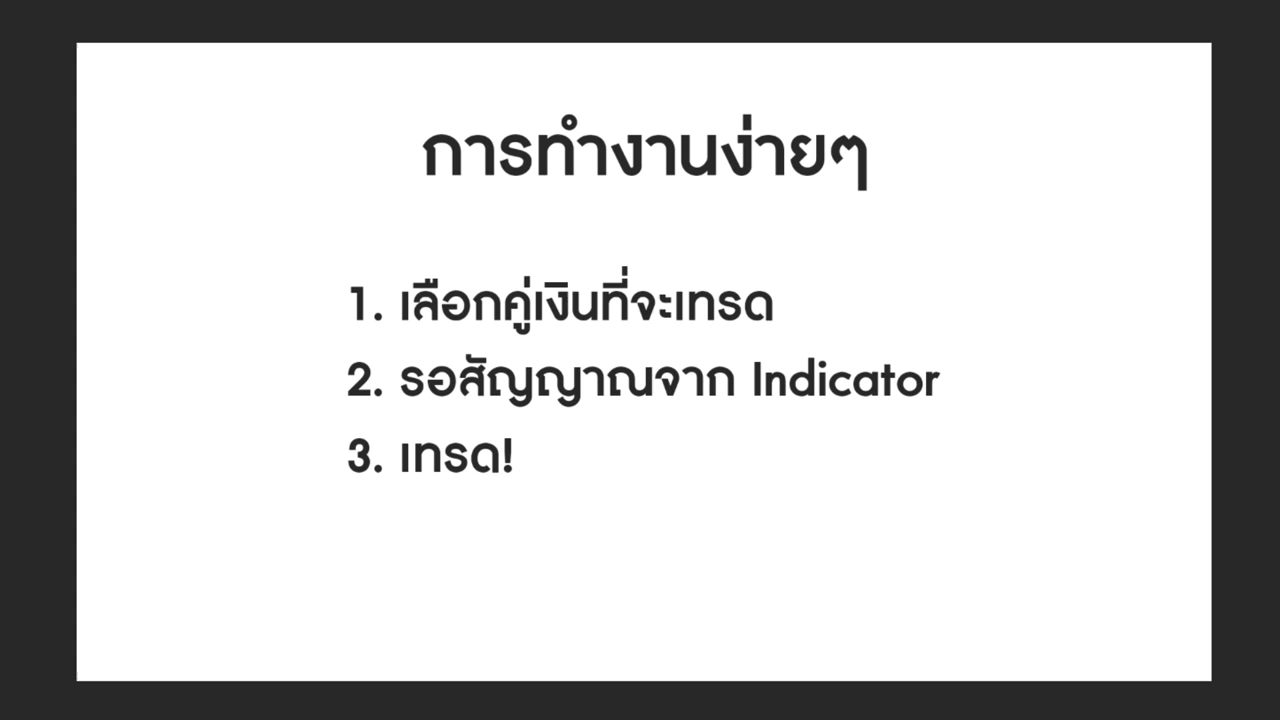 การทำงานง่ายๆ
1. เลือกคู่เงินที่จะเทรด
2. รอสัญญาณจาก Indicator
3. เทรด!